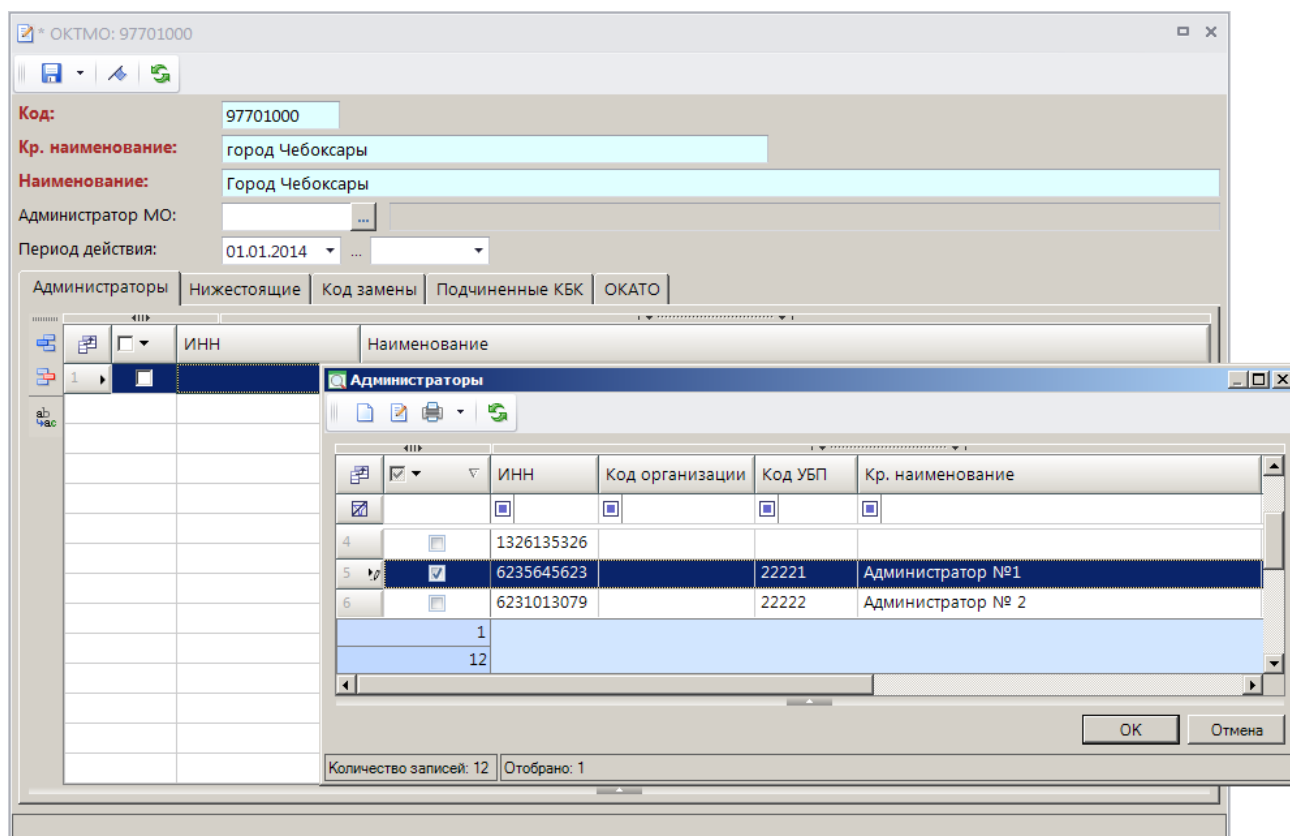 * ОКТМО: 97701000
Код: 97701000
Кр. наименование: город Чебоксары
Наименование: Город Чебоксары
Администратор МО: ...
Период действия: 01.01.2014 ...
Администраторы Нижестоящие Код замены Подчиненные КБК ОКАТО
ИНН Наименование
1
ab
ac
Администраторы
ИНН Код организации Код УБП Кр. наименование
4 1326135326
5 6235645623 22221 Администратор №1
6 6231013079 22222 Администратор № 2
1
12
OK Отмена
Количество записей: 12 Отобрано: 1